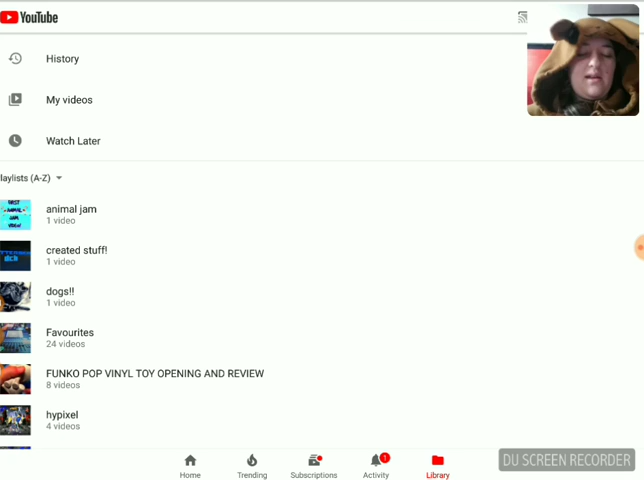 YouTube
History
My videos
Watch Later
laylists (A-Z)
animal jam
1 video
created stuff!
1 video
dogs!!
1 video
Favourites
24 videos
FUNKO POP VINYL TOY OPENING AND REVIEW
8 videos
hypixel
4 videos
1
Home Trending Subscriptions Activity Library
DU SCREEN RECORDER